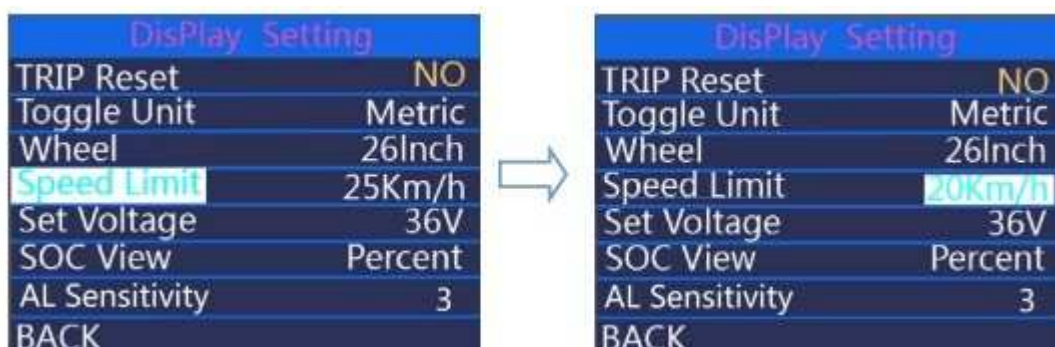 DisPlay Setting
TRIP Reset NO
Toggle Unit Metric
Wheel 26Inch
Speed Limit 25Km/h
Set Voltage 36V
SOC View Percent
AL Sensitivity 3
BACK
DisPlay Setting
TRIP Reset NO
Toggle Unit Metric
Wheel 26Inch
Speed Limit 20Km/h
Set Voltage 36V
SOC View Percent
AL Sensitivity 3
BACK